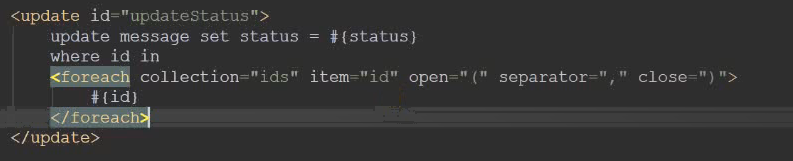 <update id="updateStatus">
    update message set status = #{status}
    where id in
    <foreach collection="ids" item="id" open="(" separator="," close=")">
        #{id}
    </foreach>
</update>